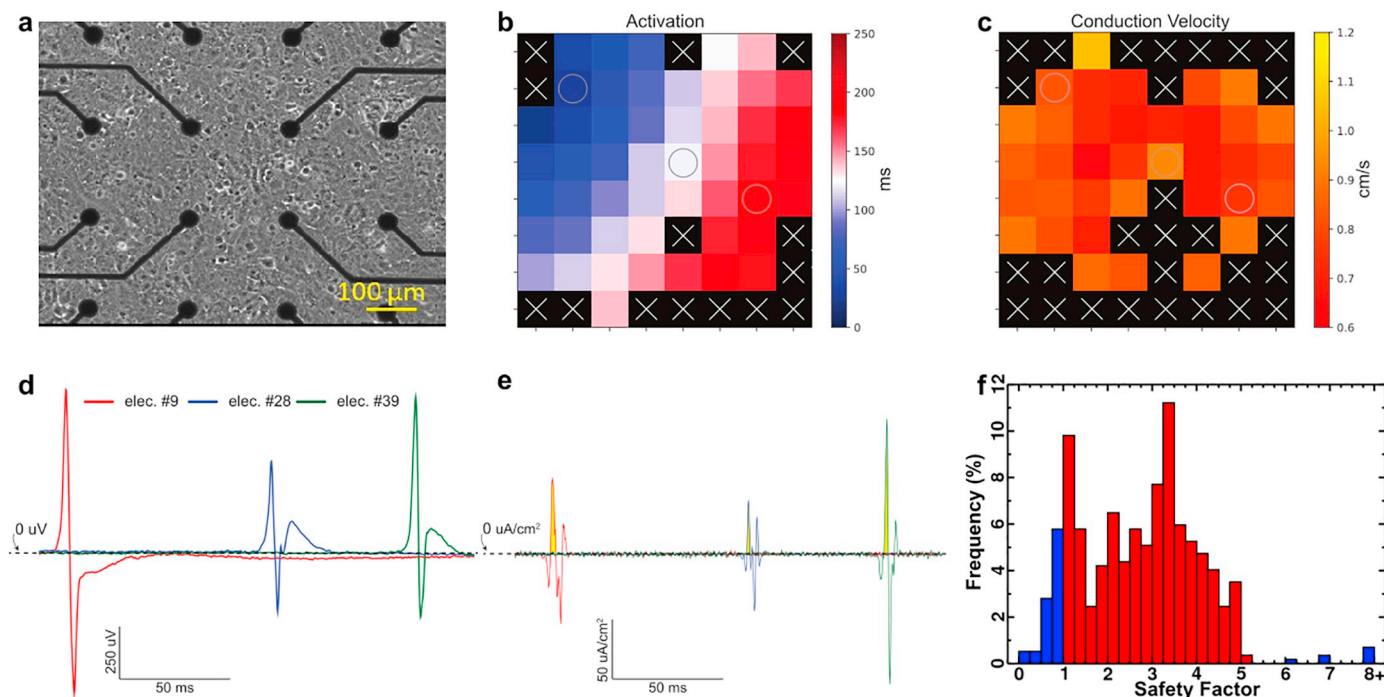 a
100 µm
b
Activation
250
200
150
100
50
0
ms
c
Conduction Velocity
1.2
1.1
1.0
0.9
0.8
0.7
0.6
cm/s
d
elec. #9 elec. #28 elec. #39
0 uV
250 uV
50 ms
e
0 uA/cm²
50 uA/cm²
50 ms
f
12
10
8
6
4
2
0
Frequency (%)
0 1 2 3 4 5 6 7 8+
Safety Factor